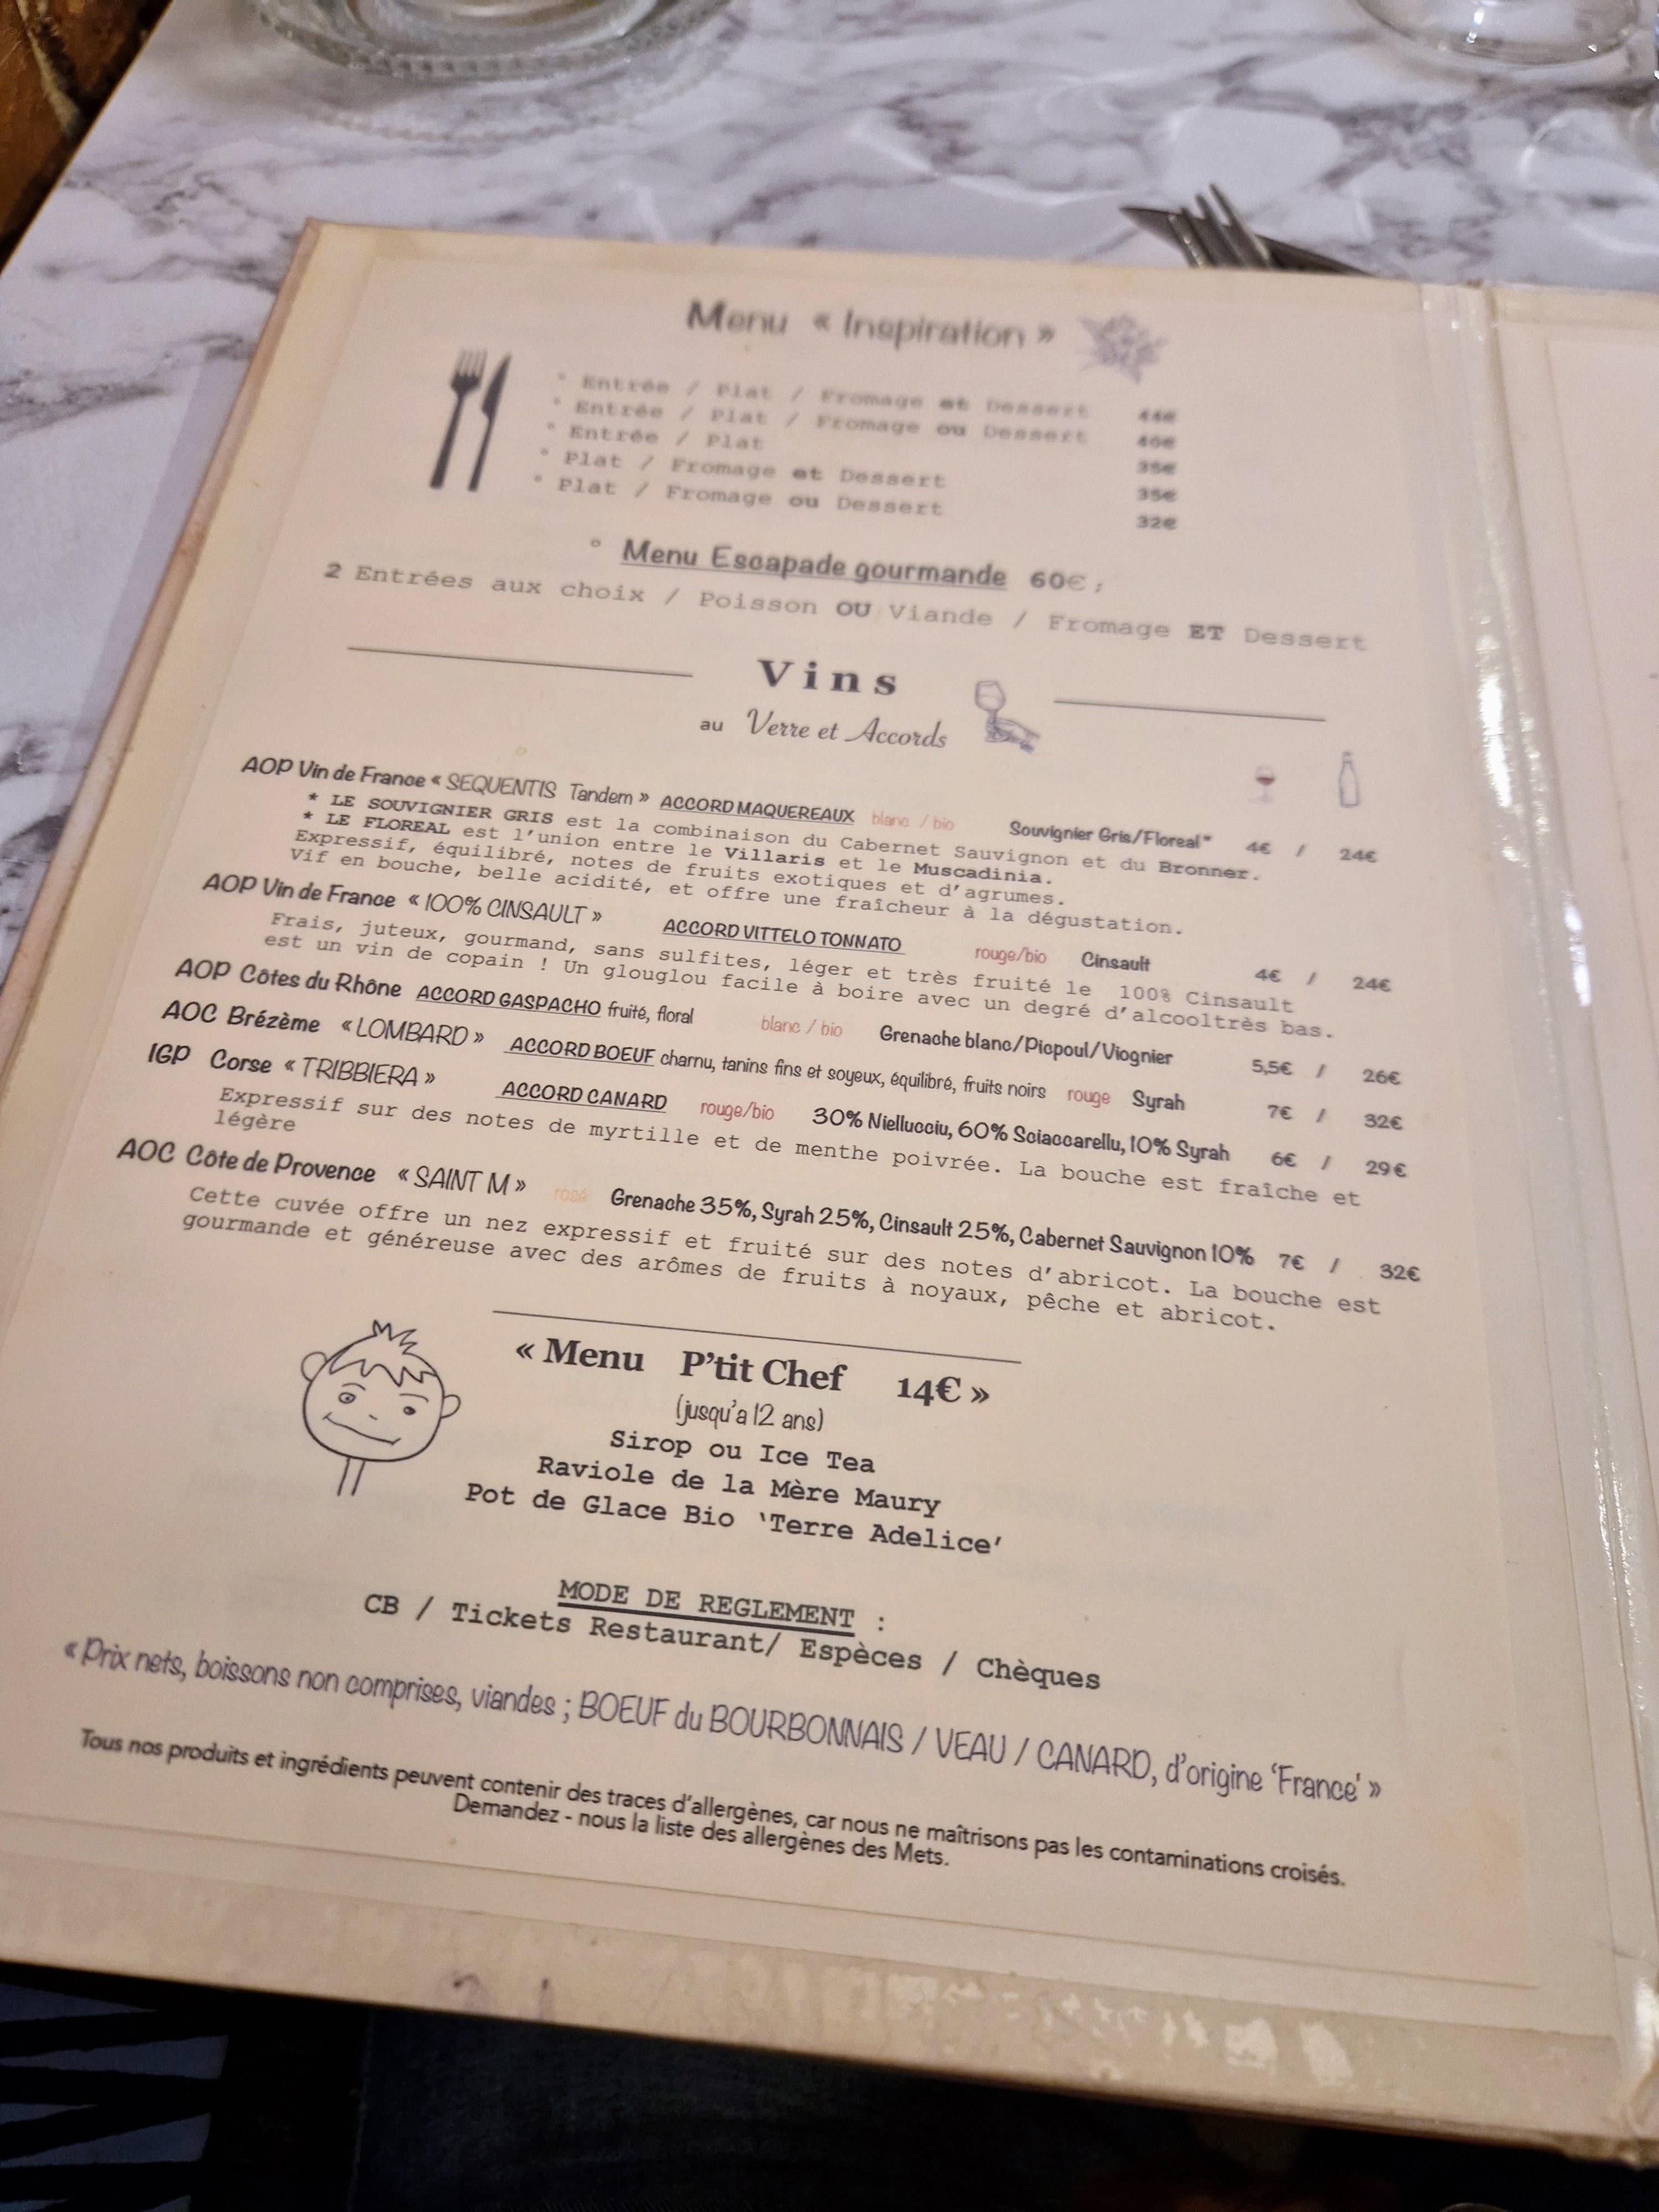 Menu « Inspiration »
° Entrée / Plat / Fromage et Dessert 44€
° Entrée / Plat / Fromage ou Dessert 40€
° Entrée / Plat 35€
° Plat / Fromage et Dessert 35€
° Plat / Fromage ou Dessert 32€
° Menu Escapade gourmande 60€ ;
2 Entrées aux choix / Poisson OU Viande / Fromage ET Dessert
Vins
au Verre et Accords
AOP Vin de France « SEQUENTIS Tandem » ACCORD MAQUEREAUX blanc / bio Souvignier Gris/Floreal* 4€ / 24€
* LE SOUVIGNIER GRIS est la combinaison du Cabernet Sauvignon et du Bronner.
* LE FLOREAL est l'union entre le Villaris et le Muscadinia.
Expressif, équilibré, notes de fruits exotiques et d'agrumes.
Vif en bouche, belle acidité, et offre une fraîcheur à la dégustation.
AOP Vin de France « 100% CINSAULT » ACCORD VITTELO TONNATO rouge/bio Cinsault 4€ / 24€
Frais, juteux, gourmand, sans sulfites, léger et très fruité le 100% Cinsault
est un vin de copain ! Un glouglou facile à boire avec un degré d'alcooltrès bas.
AOP Côtes du Rhône ACCORD GASPACHO fruité, floral blanc / bio Grenache blanc/Picpoul/Viognier 5,5€ / 26€
AOC Brézème « LOMBARD » ACCORD BOEUF charnu, tanins fins et soyeux, équilibré, fruits noirs rouge Syrah 7€ / 32€
IGP Corse « TRIBBIERA » ACCORD CANARD rouge/bio 30% Niellucciu, 60% Sciaccarellu, 10% Syrah 6€ / 29€
Expressif sur des notes de myrtille et de menthe poivrée. La bouche est fraîche et
légère
AOC Côte de Provence « SAINT M » rosé Grenache 35%, Syrah 25%, Cinsault 25%, Cabernet Sauvignon 10% 7€ / 32€
Cette cuvée offre un nez expressif et fruité sur des notes d'abricot. La bouche est
gourmande et généreuse avec des arômes de fruits à noyaux, pêche et abricot.
« Menu P'tit Chef 14€ »
(jusqu'a 12 ans)
Sirop ou Ice Tea
Raviole de la Mère Maury
Pot de Glace Bio 'Terre Adelice'
MODE DE REGLEMENT :
CB / Tickets Restaurant/ Espèces / Chèques
« Prix nets, boissons non comprises, viandes ; BOEUF du BOURBONNAIS / VEAU / CANARD, d'origine 'France' »
Tous nos produits et ingrédients peuvent contenir des traces d'allergènes, car nous ne maîtrisons pas les contaminations croisés.
Demandez - nous la liste des allergènes des Mets.